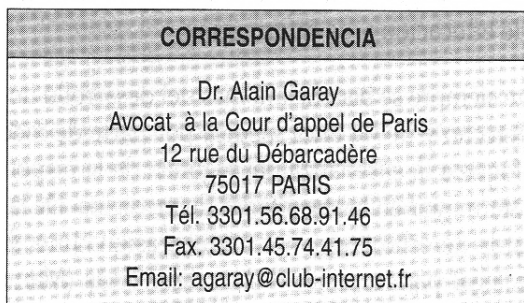 CORRESPONDENCIA
Dr. Alain Garay
Avocat à la Cour d'appel de Paris
12 rue du Débarcadère
75017 PARIS
Tél. 3301.56.68.91.46
Fax. 3301.45.74.41.75
Email: agaray@club-internet.fr